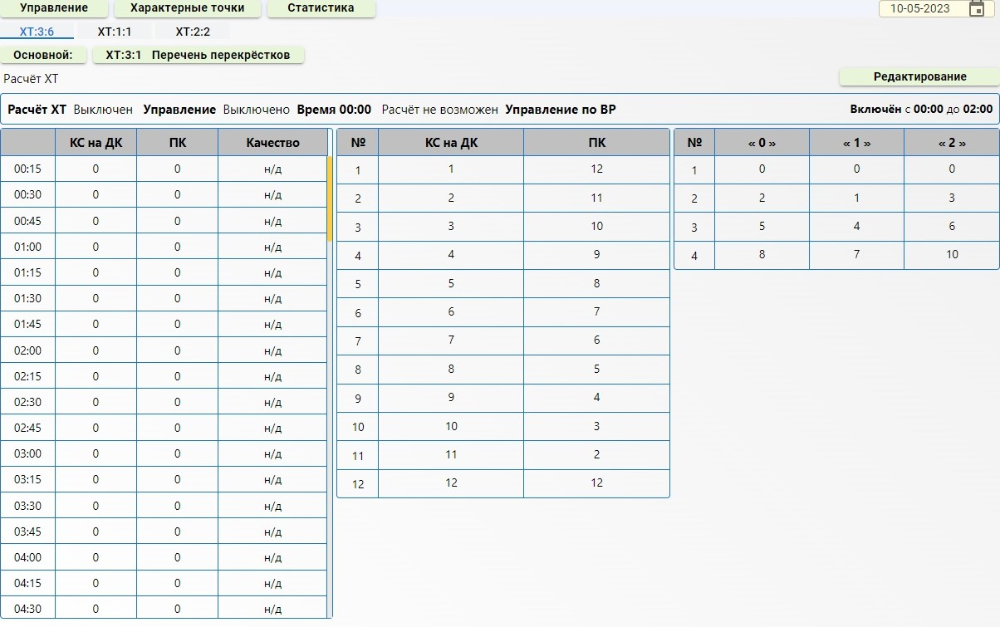 Управление Характерные точки Статистика 10-05-2023
ХТ:3:6 ХТ:1:1 ХТ:2:2
Основной: ХТ:3:1 Перечень перекрёстков
Расчёт ХТ Редактирование
Расчёт ХТ Выключен Управление Выключено Время 00:00 Расчёт не возможен Управление по ВР Включён с 00:00 до 02:00
КС на ДК ПК Качество № КС на ДК ПК № « 0 » « 1 » « 2 »
00:15 0 0 н/д 1 1 12 1 0 0 0
00:30 0 0 н/д 2 2 11 2 2 1 3
00:45 0 0 н/д 3 3 10 3 5 4 6
01:00 0 0 н/д 4 4 9 4 8 7 10
01:15 0 0 н/д 5 5 8
01:30 0 0 н/д 6 6 7
01:45 0 0 н/д 7 7 6
02:00 0 0 н/д 8 8 5
02:15 0 0 н/д 9 9 4
02:30 0 0 н/д 10 10 3
02:45 0 0 н/д 11 11 2
03:00 0 0 н/д 12 12 12
03:15 0 0 н/д
03:30 0 0 н/д
03:45 0 0 н/д
04:00 0 0 н/д
04:15 0 0 н/д
04:30 0 0 н/д